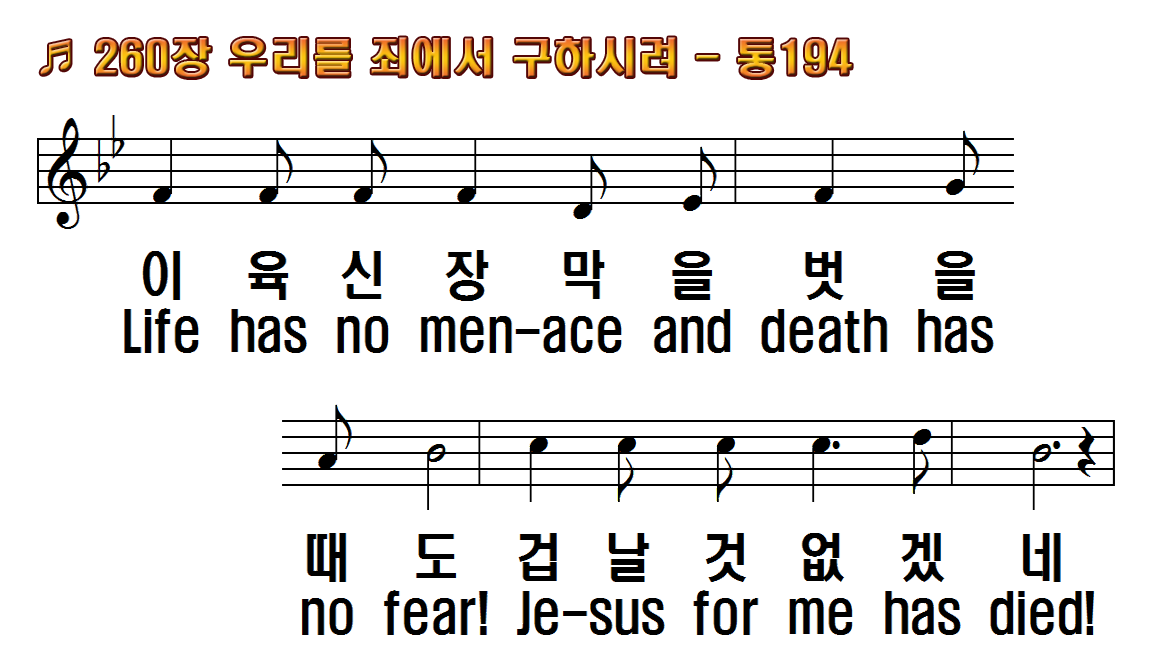 ♬ 260장 우리를 죄에서 구하시려 - 통194
이 육 신 장 막 을 벗 을
Life has no men-ace and death has
때 도 겁 날 것 없 겠 네
no fear! Je-sus for me has died!